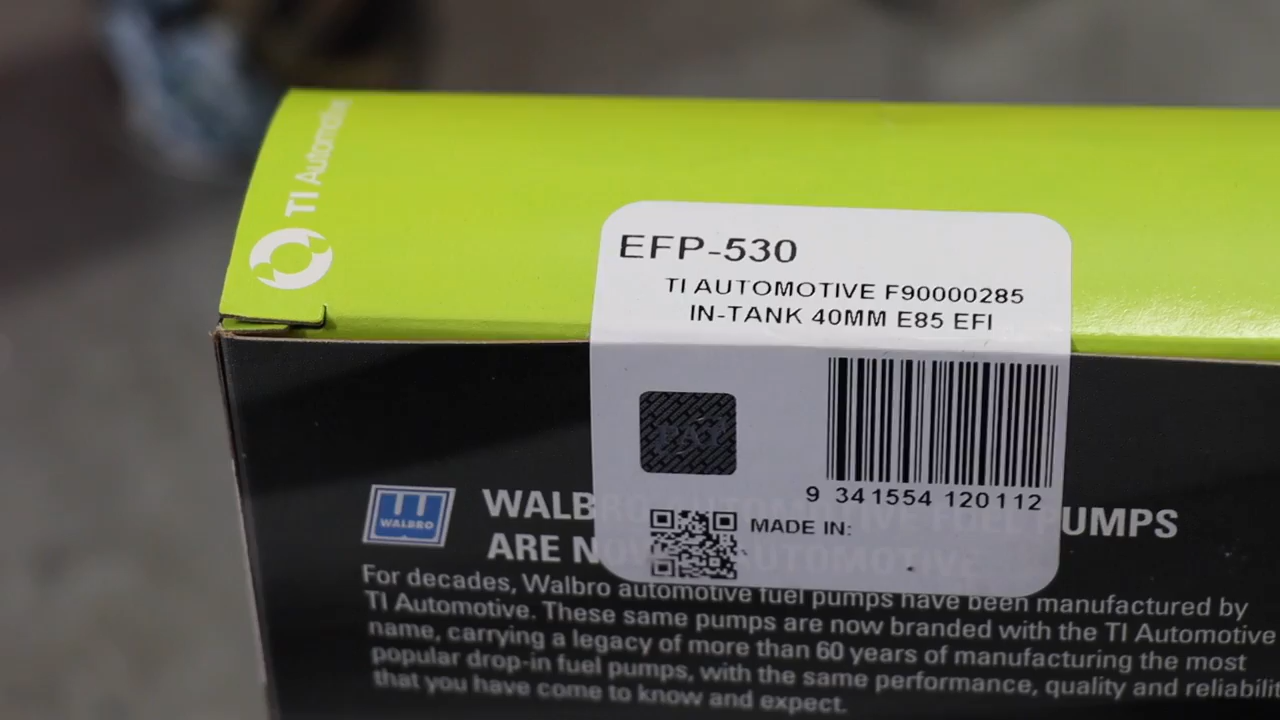 TI Automotive
EFP-530
TI AUTOMOTIVE F90000285
IN-TANK 40MM E85 EFI
9 341554 120112
MADE IN:
WALBRO
WALBRO AUTOMOTIVE FUEL PUMPS
ARE NOW TI AUTOMOTIVE
For decades, Walbro automotive fuel pumps have been manufactured by
TI Automotive. These same pumps are now branded with the TI Automotive
name, carrying a legacy of more than 60 years of manufacturing the most
popular drop-in fuel pumps, with the same performance, quality and reliabilit
that you have come to know and expect.